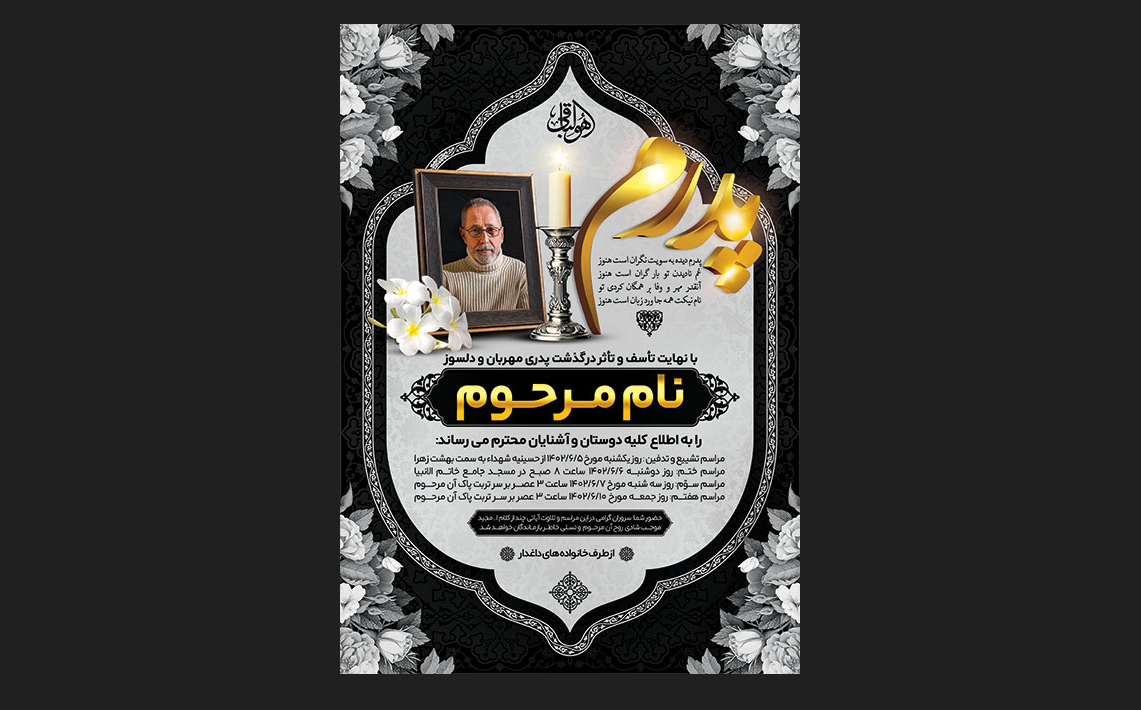 هو الباقی
پدرم
پدرم دیده به سویت نگران است هنوز
غم نادیدن تو بار گران است هنوز
آنقدر مهر و وفا بر همگان کردی تو
نام نیکت همه جا ورد زبان است هنوز
با نهایت تأسف و تأثر درگذشت پدری مهربان و دلسوز
نام مرحوم
را به اطلاع کلیه دوستان و آشنایان محترم می رساند:
مراسم تشییع و تدفین : روز یکشنبه مورخ ۱۴۰۲/۶/۵ از حسینیه شهداء به سمت بهشت زهرا
مراسم ختم: روز دوشنبه ۱۴۰۲/۶/۶ ساعت ۸ صبح در مسجد جامع خاتم الانبیا
مراسم سوّم: روز سه شنبه مورخ ۱۴۰۲/۶/۷ ساعت ۳ عصر بر سر تربت پاک آن مرحوم
مراسم هفتم: روز جمعه مورخ ۱۴۰۲/۶/۱۰ ساعت ۳ عصر بر سر تربت پاک آن مرحوم
حضور شما سروران گرامی در این مراسم و تلاوت آیاتی چند از کلام ا.. مجید
موجب شادی روح آن مرحوم و تسلی خاطر بازماندگان خواهد شد.
از طرف خانواده های داغدار